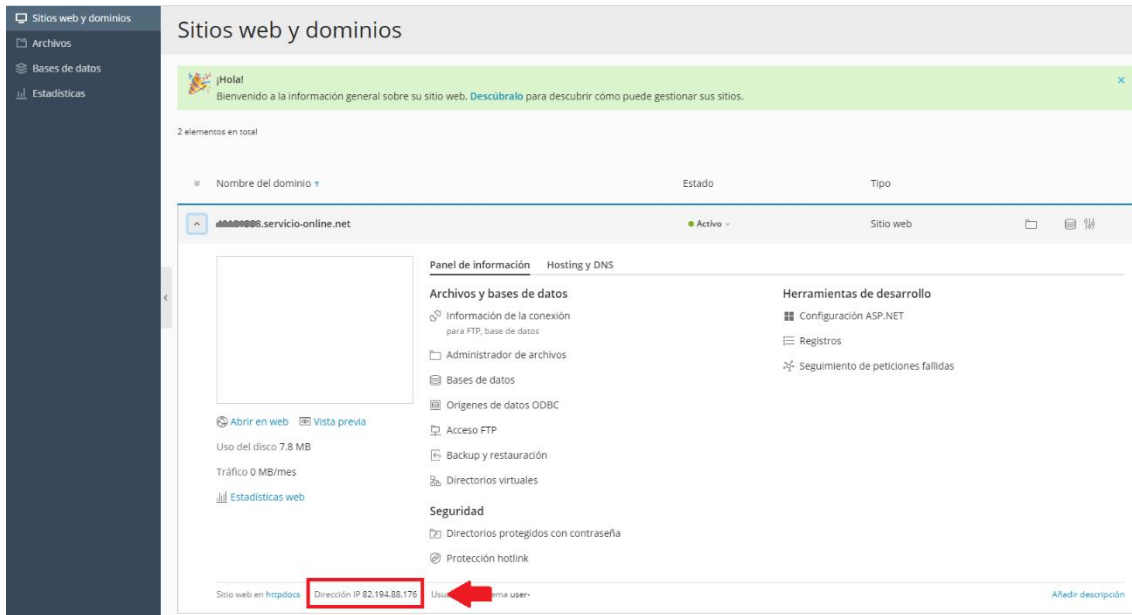 Sitios web y dominios
Archivos
Bases de datos
Estadísticas
Sitios web y dominios
¡Hola!
Bienvenido a la información general sobre su sitio web. Descúbralo para descubrir cómo puede gestionar sus sitios.
2 elementos en total
Nombre del dominio ↑ Estado Tipo
.servicio-online.net Activo Sitio web
Panel de información Hosting y DNS
Archivos y bases de datos
Información de la conexión
para FTP, base de datos
Administrador de archivos
Bases de datos
Orígenes de datos ODBC
Acceso FTP
Backup y restauración
Directorios virtuales
Seguridad
Directorios protegidos con contraseña
Protección hotlink
Herramientas de desarrollo
Configuración ASP.NET
Registros
Seguimiento de peticiones fallidas
Abrir en web Vista previa
Uso del disco 7.8 MB
Tráfico 0 MB/mes
Estadísticas web
Sitio web en httpdocs Dirección IP 82.194.88.176 user- Añadir descripción